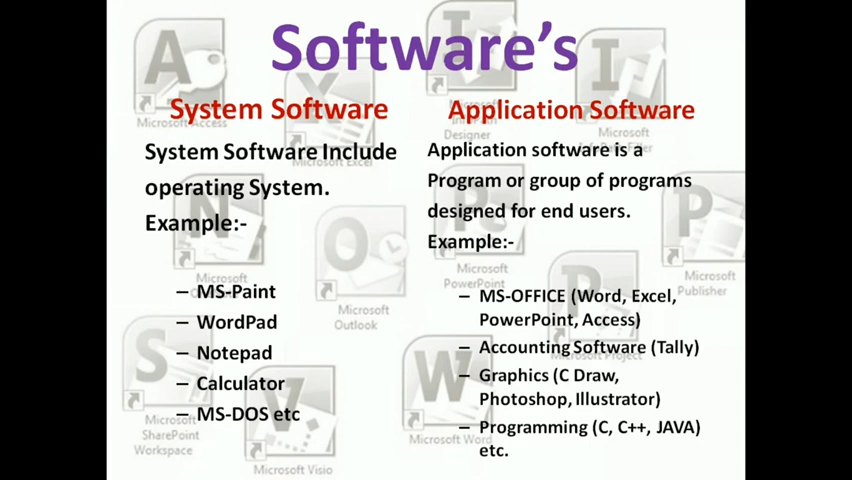 Software's
System Software
System Software Include
operating System.
Example:-
– MS-Paint
– WordPad
– Notepad
– Calculator
– MS-DOS etc
Application Software
Application software is a
Program or group of programs
designed for end users.
Example:-
– MS-OFFICE (Word, Excel,
PowerPoint, Access)
– Accounting Software (Tally)
– Graphics (C Draw,
Photoshop, Illustrator)
– Programming (C, C++, JAVA)
etc.
Microsoft Access
Microsoft Excel
Designer
Microsoft
Microsoft
Microsoft
Outlook
Microsoft
PowerPoint
Microsoft
Publisher
Microsoft Project
Microsoft
SharePoint
Workspace
Microsoft Visio
Microsoft Word